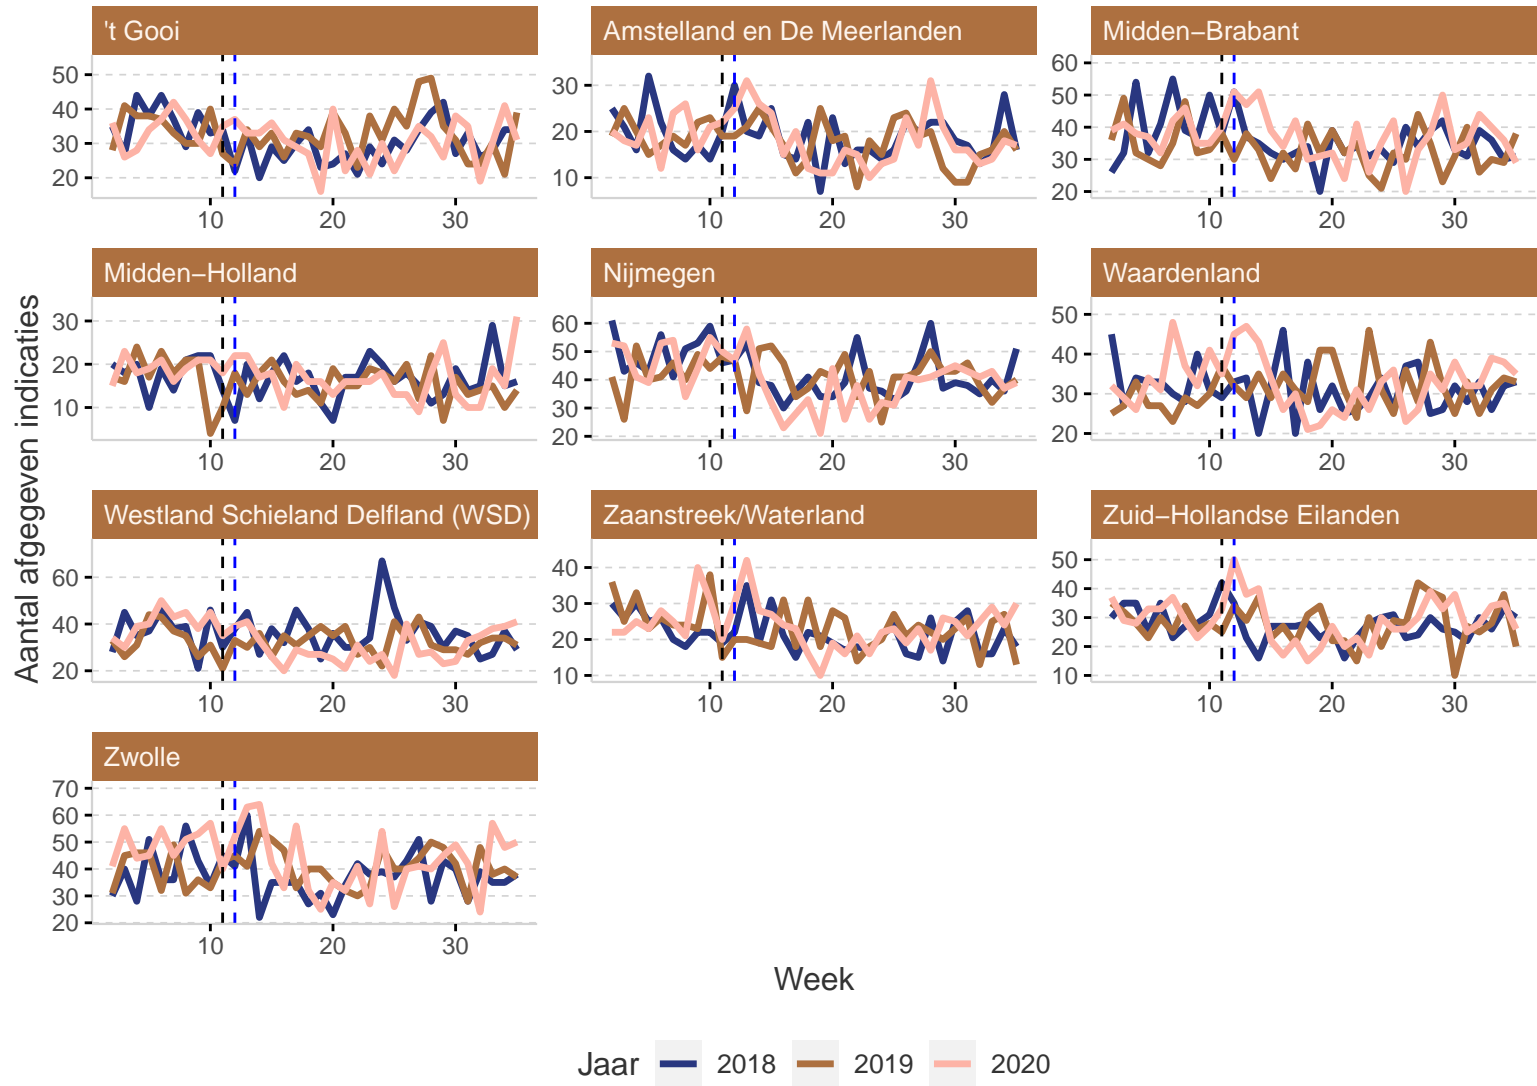 't Gooi
Amstelland en De Meerlanden
Midden−Brabant
50
40
30
20
10 20 30
30
20
10
10 20 30
60
50
40
30
20
10 20 30
Midden−Holland
Nijmegen
Waardenland
30
20
10
10 20 30
60
50
40
30
20
10 20 30
50
40
30
20
10 20 30
Westland Schieland Delfland (WSD)
Zaanstreek/Waterland
Zuid−Hollandse Eilanden
60
40
20
10 20 30
40
30
20
10
10 20 30
50
40
30
20
10
10 20 30
Zwolle
70
60
50
40
30
20
10 20 30
Aantal afgegeven indicaties
Week
Jaar 2018 2019 2020